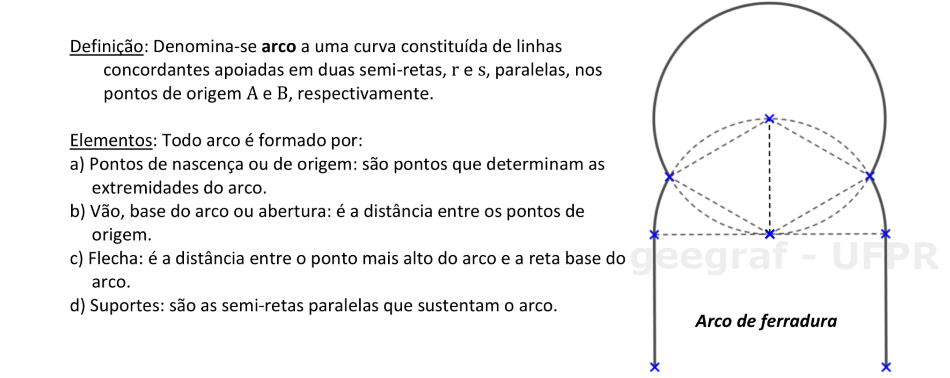 Definição: Denomina-se arco a uma curva constituída de linhas
concordantes apoiadas em duas semi-retas, r e s, paralelas, nos
pontos de origem A e B, respectivamente.
Elementos: Todo arco é formado por:
a) Pontos de nascença ou de origem: são pontos que determinam as
extremidades do arco.
b) Vão, base do arco ou abertura: é a distância entre os pontos de
origem.
c) Flecha: é a distância entre o ponto mais alto do arco e a reta base do
arco.
d) Suportes: são as semi-retas paralelas que sustentam o arco.
geegraf - UFPR
Arco de ferradura